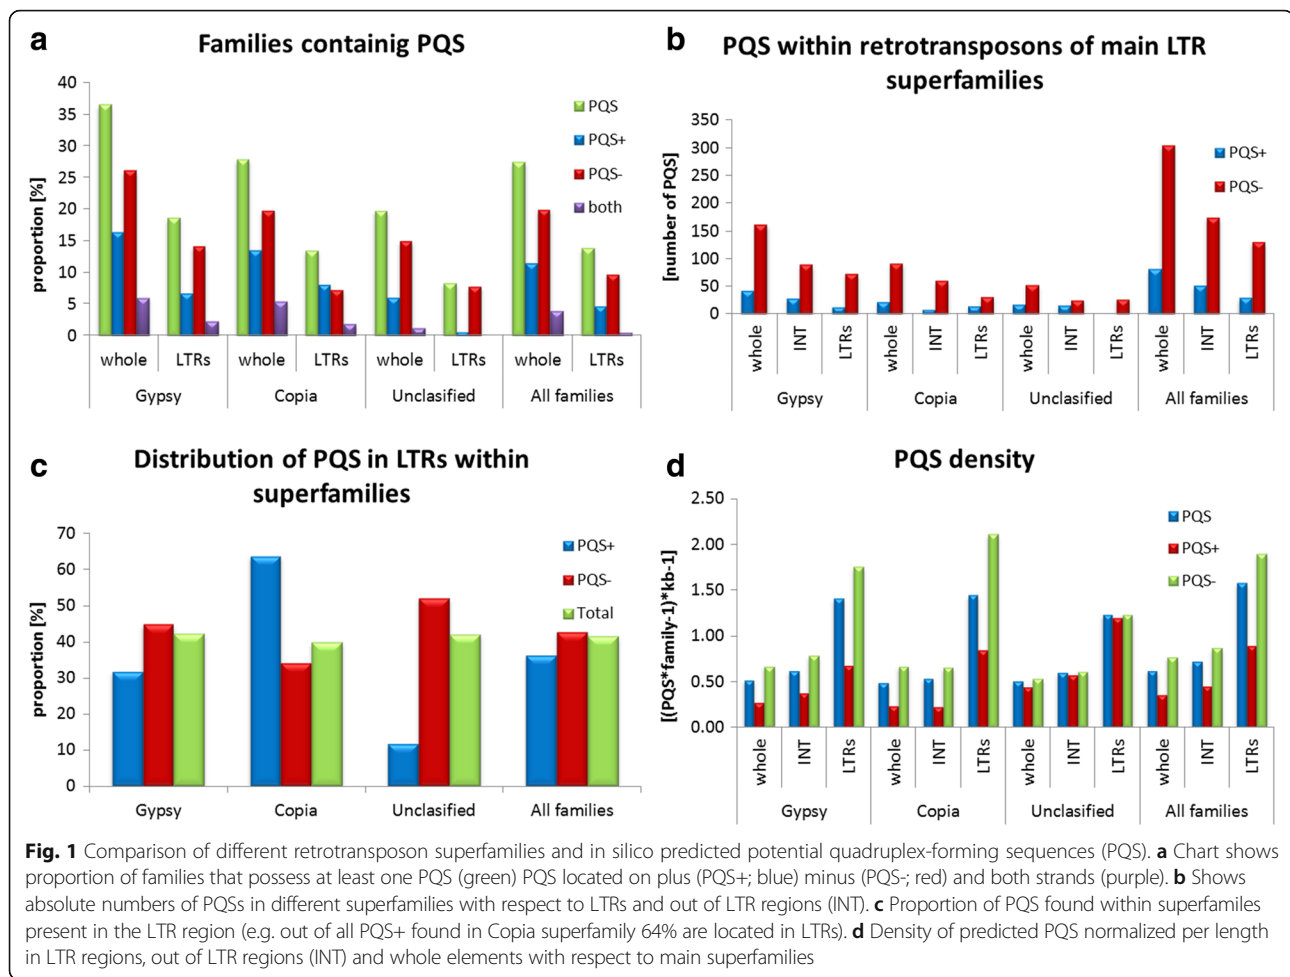 a
Families containig PQS
40
35
30
25
20
15
10
5
0
proportion [%]
PQS
PQS+
PQS-
both
whole LTRs whole LTRs whole LTRs whole LTRs
Gypsy Copia Unclasified All families
b
PQS within retrotransposons of main LTR
superfamilies
350
300
250
200
150
100
50
0
[number of PQS]
PQS+
PQS-
whole INT LTRs whole INT LTRs whole INT LTRs whole INT LTRs
Gypsy Copia Unclasified All families
c
Distribution of PQS in LTRs within
superfamilies
70
60
50
40
30
20
10
0
proportion [%]
PQS+
PQS-
Total
Gypsy Copia Unclasified All families
d
PQS density
2.50
2.00
1.50
1.00
0.50
0.00
[(PQS*family-1)*kb-1]
PQS
PQS+
PQS-
whole INT LTRs whole INT LTRs whole INT LTRs whole INT LTRs
Gypsy Copia Unclasified All families
Fig. 1 Comparison of different retrotransposon superfamilies and in silico predicted potential quadruplex-forming sequences (PQS). a Chart shows
proportion of families that possess at least one PQS (green) PQS located on plus (PQS+; blue) minus (PQS-; red) and both strands (purple). b Shows
absolute numbers of PQSs in different superfamilies with respect to LTRs and out of LTR regions (INT). c Proportion of PQS found within superfamiles
present in the LTR region (e.g. out of all PQS+ found in Copia superfamily 64% are located in LTRs). d Density of predicted PQS normalized per length
in LTR regions, out of LTR regions (INT) and whole elements with respect to main superfamilies